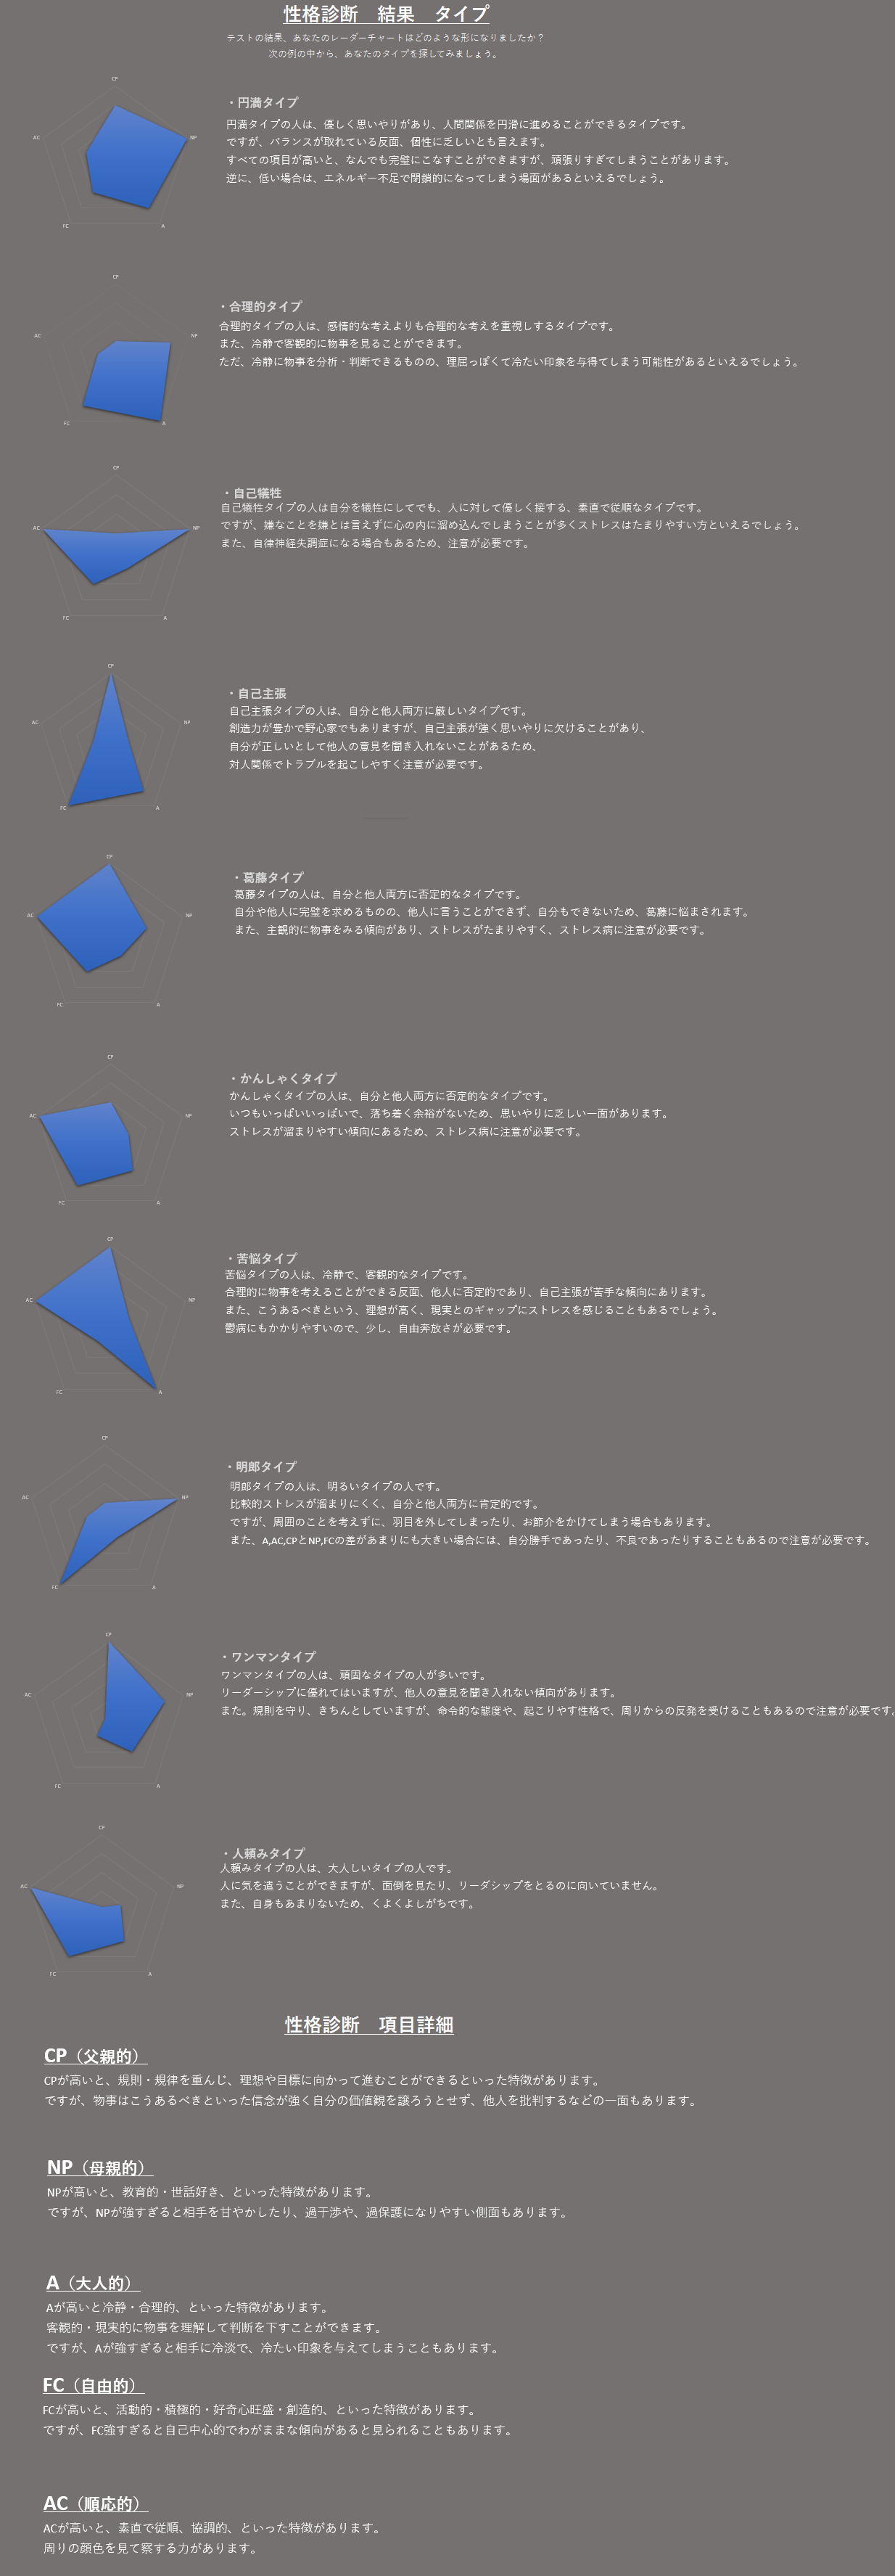 性格診断　結果　タイプ
テストの結果、あなたのレーダーチャートはどのような形になりましたか？
次の例の中から、あなたのタイプを探してみましょう。
CP
NP
A
FC
AC
・円満タイプ
円満タイプの人は、優しく思いやりがあり、人間関係を円滑に進めることができるタイプです。
ですが、バランスが取れている反面、個性に乏しいとも言えます。
すべての項目が高いと、なんでも完璧にこなすことができますが、頑張りすぎてしまうことがあります。
逆に、低い場合は、エネルギー不足で閉鎖的になってしまう場面があるといえるでしょう。
CP
NP
A
FC
AC
・合理的タイプ
合理的タイプの人は、感情的な考えよりも合理的な考えを重視しするタイプです。
また、冷静で客観的に物事を見ることができます。
ただ、冷静に物事を分析・判断できるものの、理屈っぽくて冷たい印象を与得てしまう可能性があるといえるでしょう。
CP
NP
A
FC
AC
・自己犠牲
自己犠牲タイプの人は自分を犠牲にしてでも、人に対して優しく接する、素直で従順なタイプです。
ですが、嫌なことを嫌とは言えずに心の内に溜め込んでしまうことが多くストレスはたまりやすい方といえるでしょう。
また、自律神経失調症になる場合もあるため、注意が必要です。
CP
NP
A
FC
AC
・自己主張
自己主張タイプの人は、自分と他人両方に厳しいタイプです。
創造力が豊かで野心家でもありますが、自己主張が強く思いやりに欠けることがあり、
自分が正しいとして他人の意見を聞き入れないことがあるため、
対人関係でトラブルを起こしやすく注意が必要です。
CP
NP
A
FC
AC
・葛藤タイプ
葛藤タイプの人は、自分と他人両方に否定的なタイプです。
自分や他人に完璧を求めるものの、他人に言うことができず、自分もできないため、葛藤に悩まされます。
また、主観的に物事をみる傾向があり、ストレスがたまりやすく、ストレス病に注意が必要です。
CP
NP
A
FC
AC
・かんしゃくタイプ
かんしゃくタイプの人は、自分と他人両方に否定的なタイプです。
いつもいっぱいいっぱいで、落ち着く余裕がないため、思いやりに乏しい一面があります。
ストレスが溜まりやすい傾向にあるため、ストレス病に注意が必要です。
CP
NP
A
FC
AC
・苦悩タイプ
苦悩タイプの人は、冷静で、客観的なタイプです。
合理的に物事を考えることができる反面、他人に否定的であり、自己主張が苦手な傾向にあります。
また、こうあるべきという、理想が高く、現実とのギャップにストレスを感じることもあるでしょう。
鬱病にもかかりやすいので、少し、自由奔放さが必要です。
CP
NP
A
FC
AC
・明郎タイプ
明郎タイプの人は、明るいタイプの人です。
比較的ストレスが溜まりにくく、自分と他人両方に肯定的です。
ですが、周囲のことを考えずに、羽目を外してしまったり、お節介をかけてしまう場合もあります。
また、A,AC,CPとNP,FCの差があまりにも大きい場合には、自分勝手であったり、不良であったりすることもあるので注意が必要です。
CP
NP
A
FC
AC
・ワンマンタイプ
ワンマンタイプの人は、頑固なタイプの人が多いです。
リーダーシップに優れてはいますが、他人の意見を聞き入れない傾向があります。
また。規則を守り、きちんとしていますが、命令的な態度や、起こりやす性格で、周りからの反発を受けることもあるので注意が必要です。
CP
NP
A
FC
AC
・人頼みタイプ
人頼みタイプの人は、大人しいタイプの人です。
人に気を遣うことができますが、面倒を見たり、リーダシップをとるのに向いていません。
また、自身もあまりないため、くよくよしがちです。
性格診断　項目詳細
CP（父親的）
CPが高いと、規則・規律を重んじ、理想や目標に向かって進むことができるといった特徴があります。
ですが、物事はこうあるべきといった信念が強く自分の価値観を譲ろうとせず、他人を批判するなどの一面もあります。
NP（母親的）
NPが高いと、教育的・世話好き、といった特徴があります。
ですが、NPが強すぎると相手を甘やかしたり、過干渉や、過保護になりやすい側面もあります。
A（大人的）
Aが高いと冷静・合理的、といった特徴があります。
客観的・現実的に物事を理解して判断を下すことができます。
ですが、Aが強すぎると相手に冷淡で、冷たい印象を与えてしまうこともあります。
FC（自由的）
FCが高いと、活動的・積極的・好奇心旺盛・創造的、といった特徴があります。
ですが、FC強すぎると自己中心的でわがままな傾向があると見られることもあります。
AC（順応的）
ACが高いと、素直で従順、協調的、といった特徴があります。
周りの顔色を見て察する力があります。